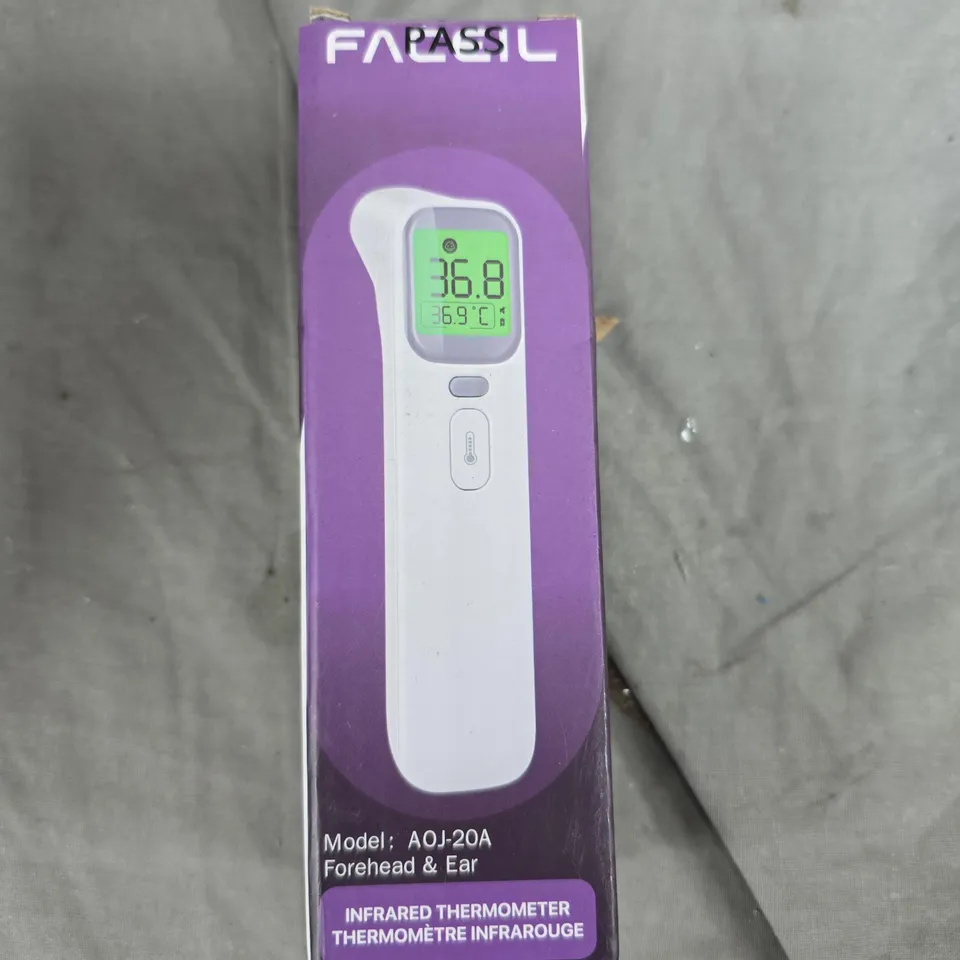 PASS
36.8
36.9 °C
Model: AOJ-20A
Forehead & Ear
INFRARED THERMOMETER
THERMOMÈTRE INFRAROUGE